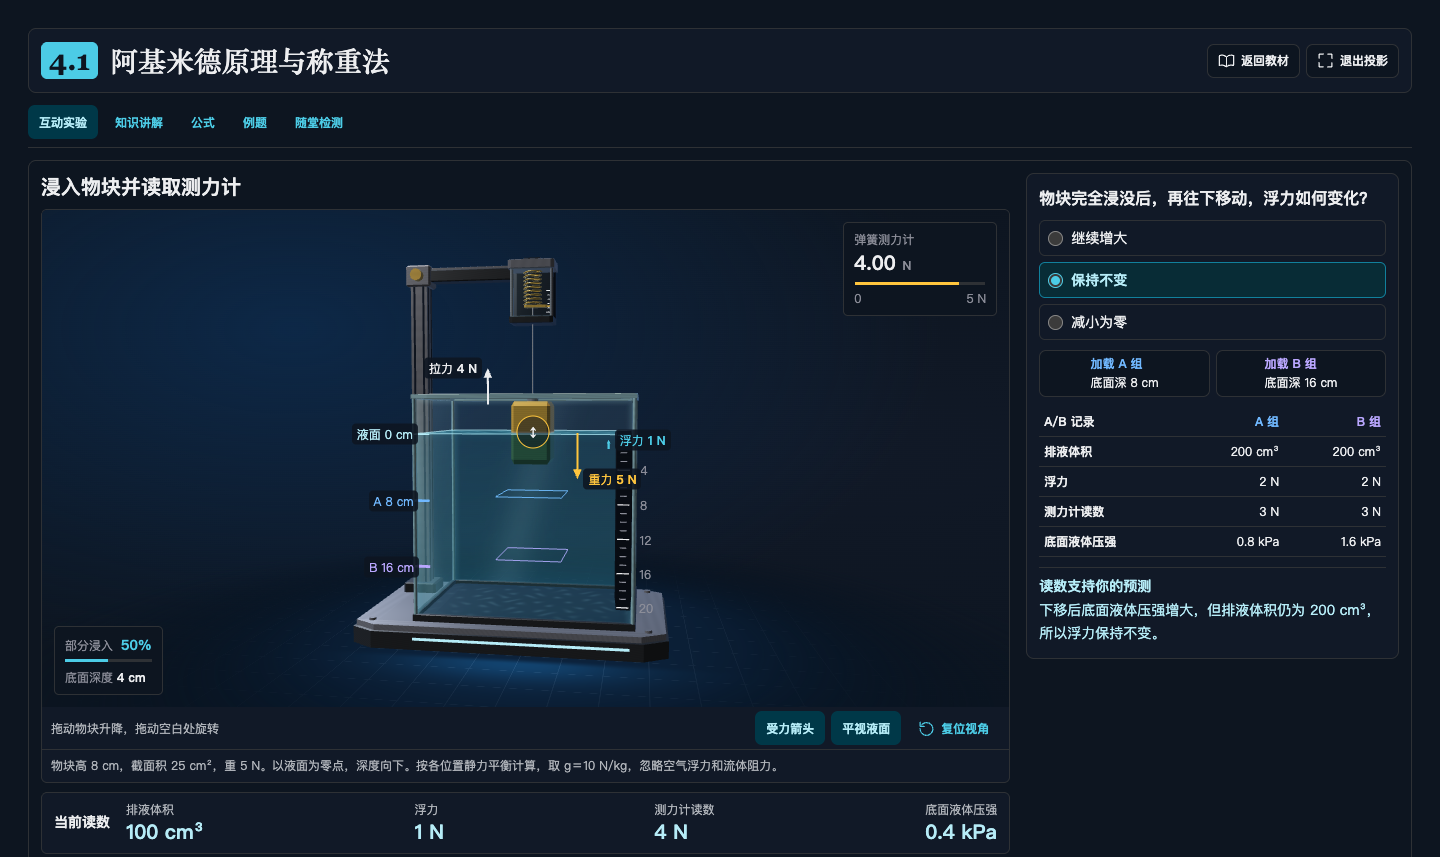 4.1 阿基米德原理与称重法
返回教材
退出投影
互动实验
知识讲解
公式
例题
随堂检测
浸入物块并读取测力计
弹簧测力计
4.00 N
0
5 N
拉力 4 N
液面 0 cm
浮力 1 N
重力 5 N
A 8 cm
B 16 cm
4
8
12
16
20
部分浸入 50%
底面深度 4 cm
拖动物块升降，拖动空白处旋转
受力箭头
平视液面
复位视角
物块高 8 cm，截面积 25 cm²，重 5 N。以液面为零点，深度向下。按各位置静力平衡计算，取 g=10 N/kg，忽略空气浮力和流体阻力。
当前读数
排液体积
100 cm³
浮力
1 N
测力计读数
4 N
底面液体压强
0.4 kPa
物块完全浸没后，再往下移动，浮力如何变化?
继续增大
保持不变
减小为零
加载 A 组
底面深 8 cm
加载 B 组
底面深 16 cm
A/B 记录 A 组 B 组
排液体积 200 cm³ 200 cm³
浮力 2 N 2 N
测力计读数 3 N 3 N
底面液体压强 0.8 kPa 1.6 kPa
读数支持你的预测
下移后底面液体压强增大，但排液体积仍为 200 cm³，
所以浮力保持不变。